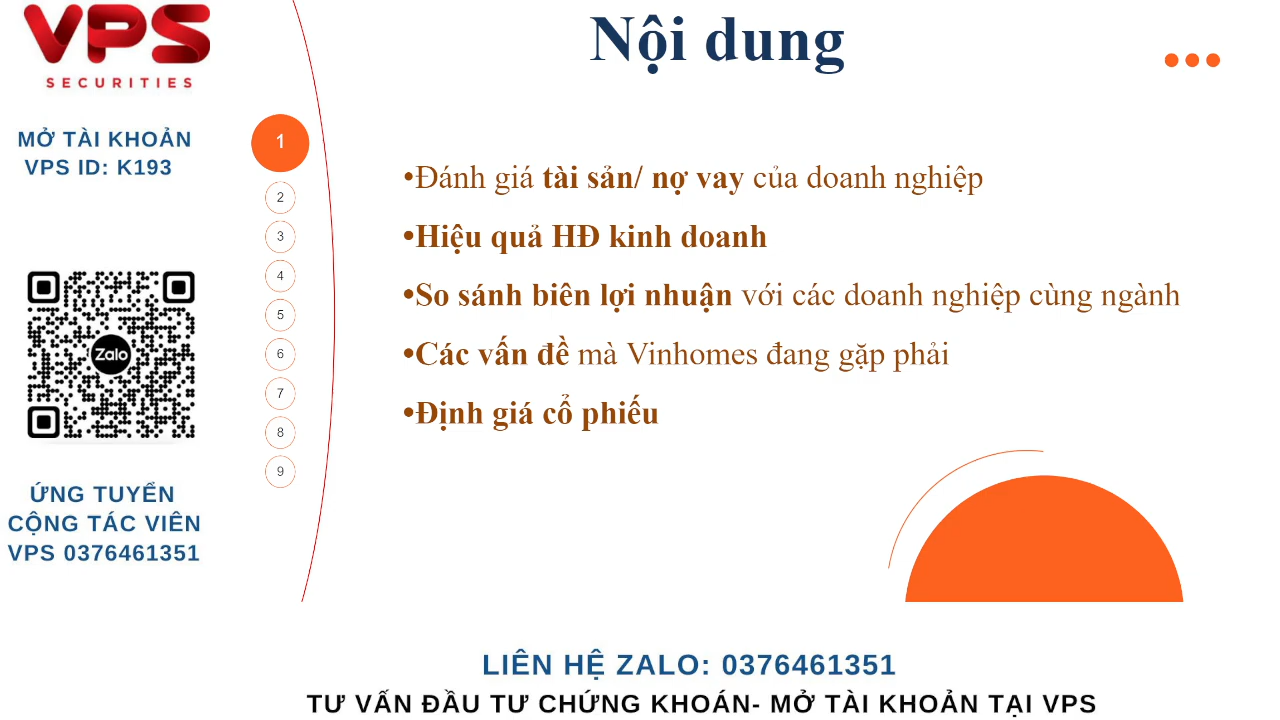 VPS
SECURITIES
MỞ TÀI KHOẢN
VPS ID: K193
Zalo
ỨNG TUYỂN
CỘNG TÁC VIÊN
VPS 0376461351
1
2
3
4
5
6
7
8
9
Nội dung
•Đánh giá tài sản/ nợ vay của doanh nghiệp
•Hiệu quả HĐ kinh doanh
•So sánh biên lợi nhuận với các doanh nghiệp cùng ngành
•Các vấn đề mà Vinhomes đang gặp phải
•Định giá cổ phiếu
LIÊN HỆ ZALO: 0376461351
TƯ VẤN ĐẦU TƯ CHỨNG KHOÁN- MỞ TÀI KHOẢN TẠI VPS